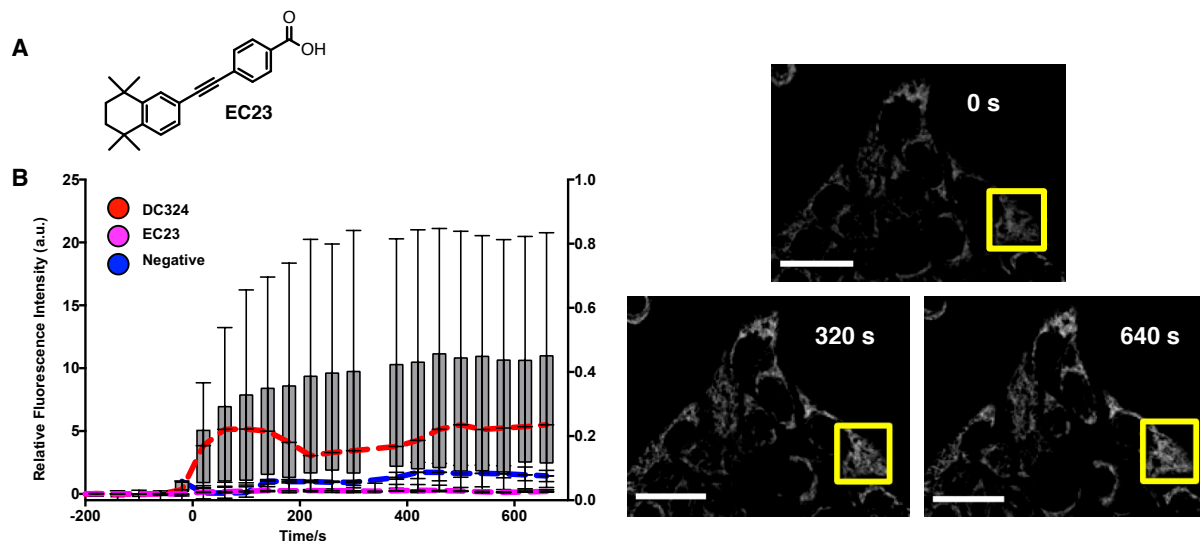 A
O
OH
EC23
B
Relative Fluorescence Intensity (a.u.)
25
20
15
10
5
0
1.0
0.8
0.6
0.4
0.2
0.0
DC324
EC23
Negative
-200
0
200
400
600
Time/s
0 s
320 s
640 s